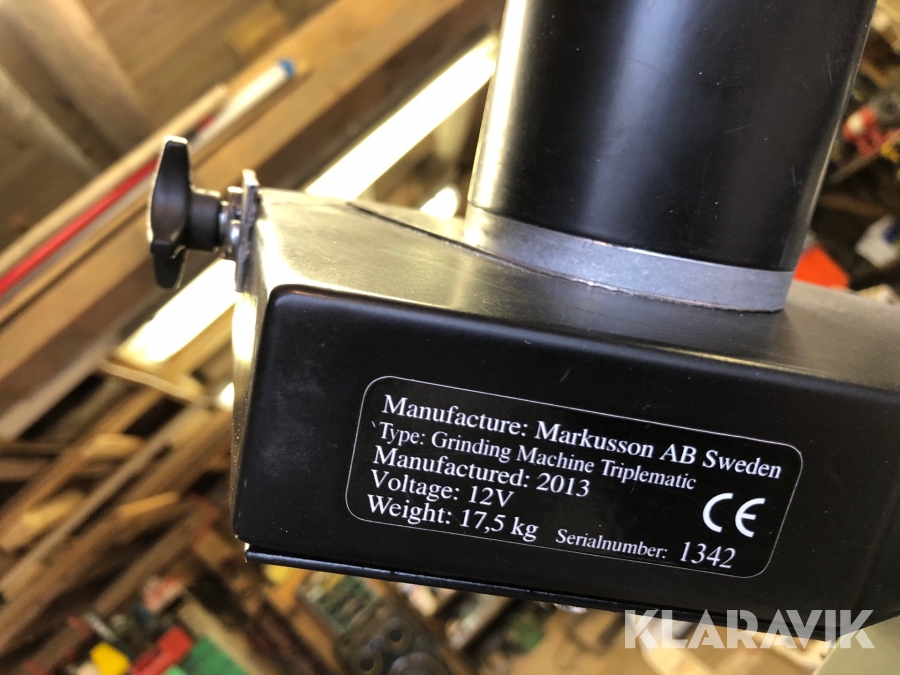 Manufacture: Markusson AB Sweden
Type: Grinding Machine Triplematic
Manufactured: 2013
Voltage: 12V
Weight: 17,5 kg Serialnumber: 1342
CE
KLARAVIK